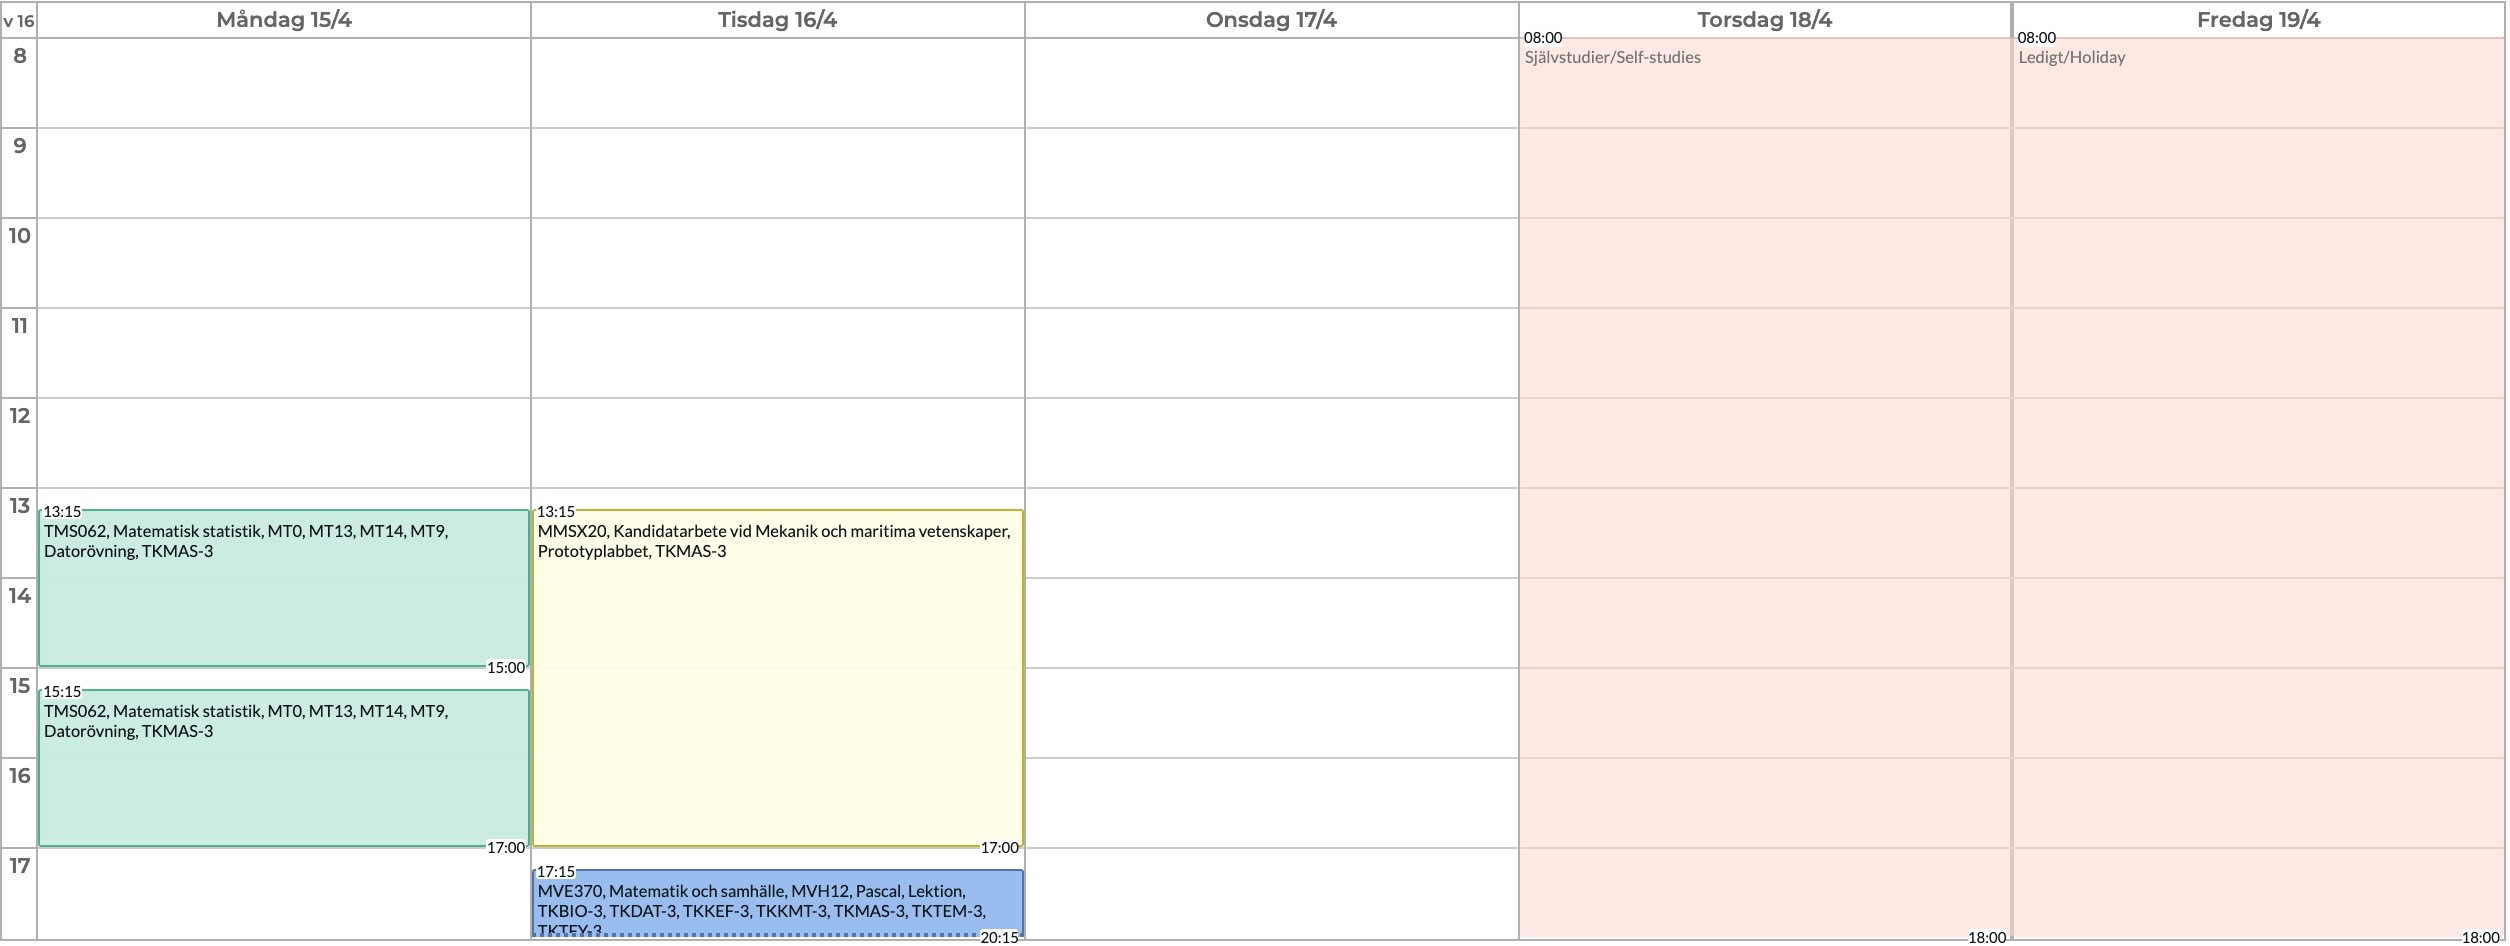 v 16
Måndag 15/4
Tisdag 16/4
Onsdag 17/4
Torsdag 18/4
Fredag 19/4
8
9
10
11
12
13
14
15
16
17
13:15
TMS062, Matematisk statistik, MT0, MT13, MT14, MT9,
Datorövning, TKMAS-3
15:00
15:15
TMS062, Matematisk statistik, MT0, MT13, MT14, MT9,
Datorövning, TKMAS-3
17:00
13:15
MMSX20, Kandidatarbete vid Mekanik och maritima vetenskaper,
Prototyplabbet, TKMAS-3
17:00
17:15
MVE370, Matematik och samhälle, MVH12, Pascal, Lektion,
TKBIO-3, TKDAT-3, TKKEF-3, TKKMT-3, TKMAS-3, TKTEM-3,
TKTFY-3
20:15
08:00
Självstudier/Self-studies
18:00
08:00
Ledigt/Holiday
18:00